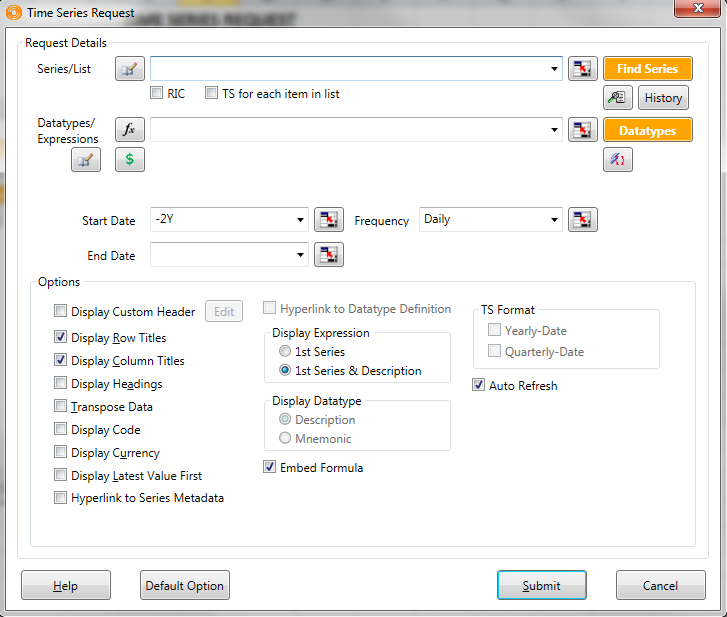 Time Series Request
TIME SERIES REQUEST
Request Details
Series/List
Find Series
RIC
TS for each item in list
History
Datatypes/
Expressions
fx
Datatypes
$
Start Date
-2Y
Frequency
Daily
End Date
Options
Display Custom Header
Edit
Display Row Titles
Display Column Titles
Display Headings
Transpose Data
Display Code
Display Currency
Display Latest Value First
Hyperlink to Series Metadata
Hyperlink to Datatype Definition
Display Expression
1st Series
1st Series & Description
Display Datatype
Description
Mnemonic
Embed Formula
TS Format
Yearly-Date
Quarterly-Date
Auto Refresh
Help
Default Option
Submit
Cancel